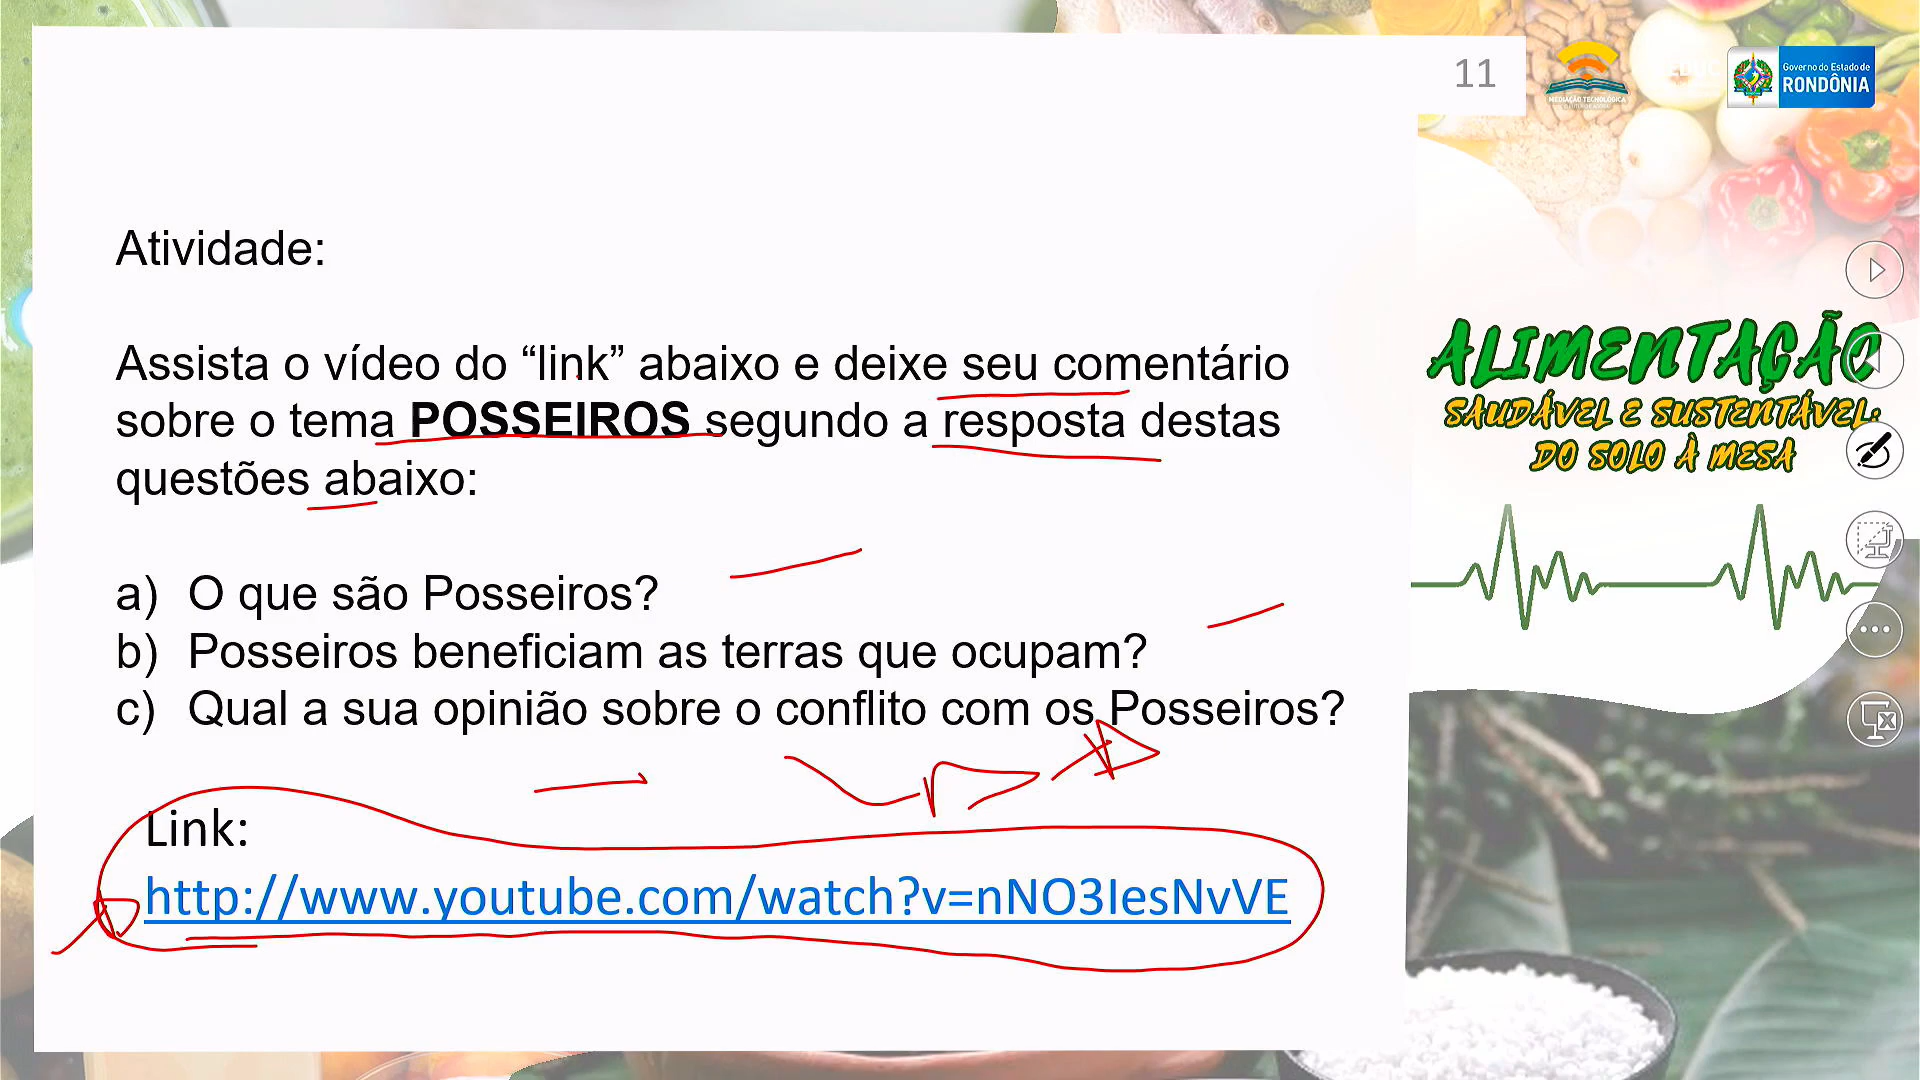 11
MEDIAÇÃO TECNOLÓGICA
Governo do Estado de
RONDÔNIA
Atividade:
Assista o vídeo do “link” abaixo e deixe seu comentário
sobre o tema POSSEIROS segundo a resposta destas
questões abaixo:
a) O que são Posseiros?
b) Posseiros beneficiam as terras que ocupam?
c) Qual a sua opinião sobre o conflito com os Posseiros?
Link:
http://www.youtube.com/watch?v=nNO3IesNvVE
ALIMENTAÇÃO
SAUDÁVEL E SUSTENTÁVEL:
DO SOLO À MESA